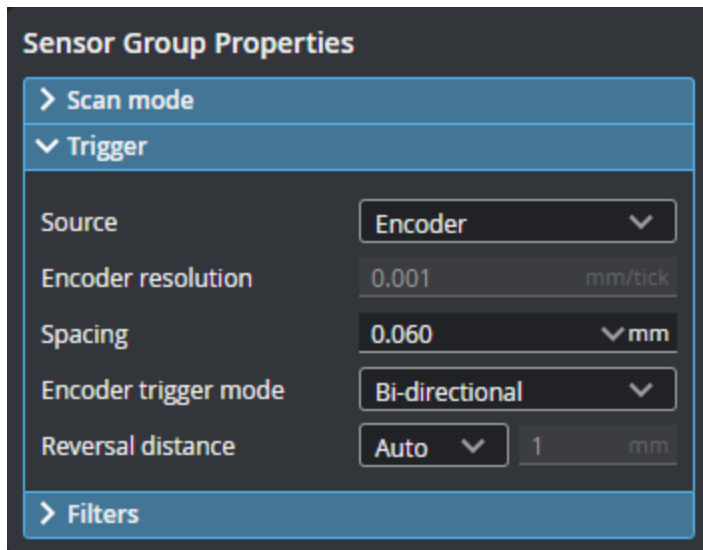 Sensor Group Properties
Scan mode
Trigger
Source Encoder
Encoder resolution 0.001 mm/tick
Spacing 0.060 mm
Encoder trigger mode Bi-directional
Reversal distance Auto 1 mm
Filters